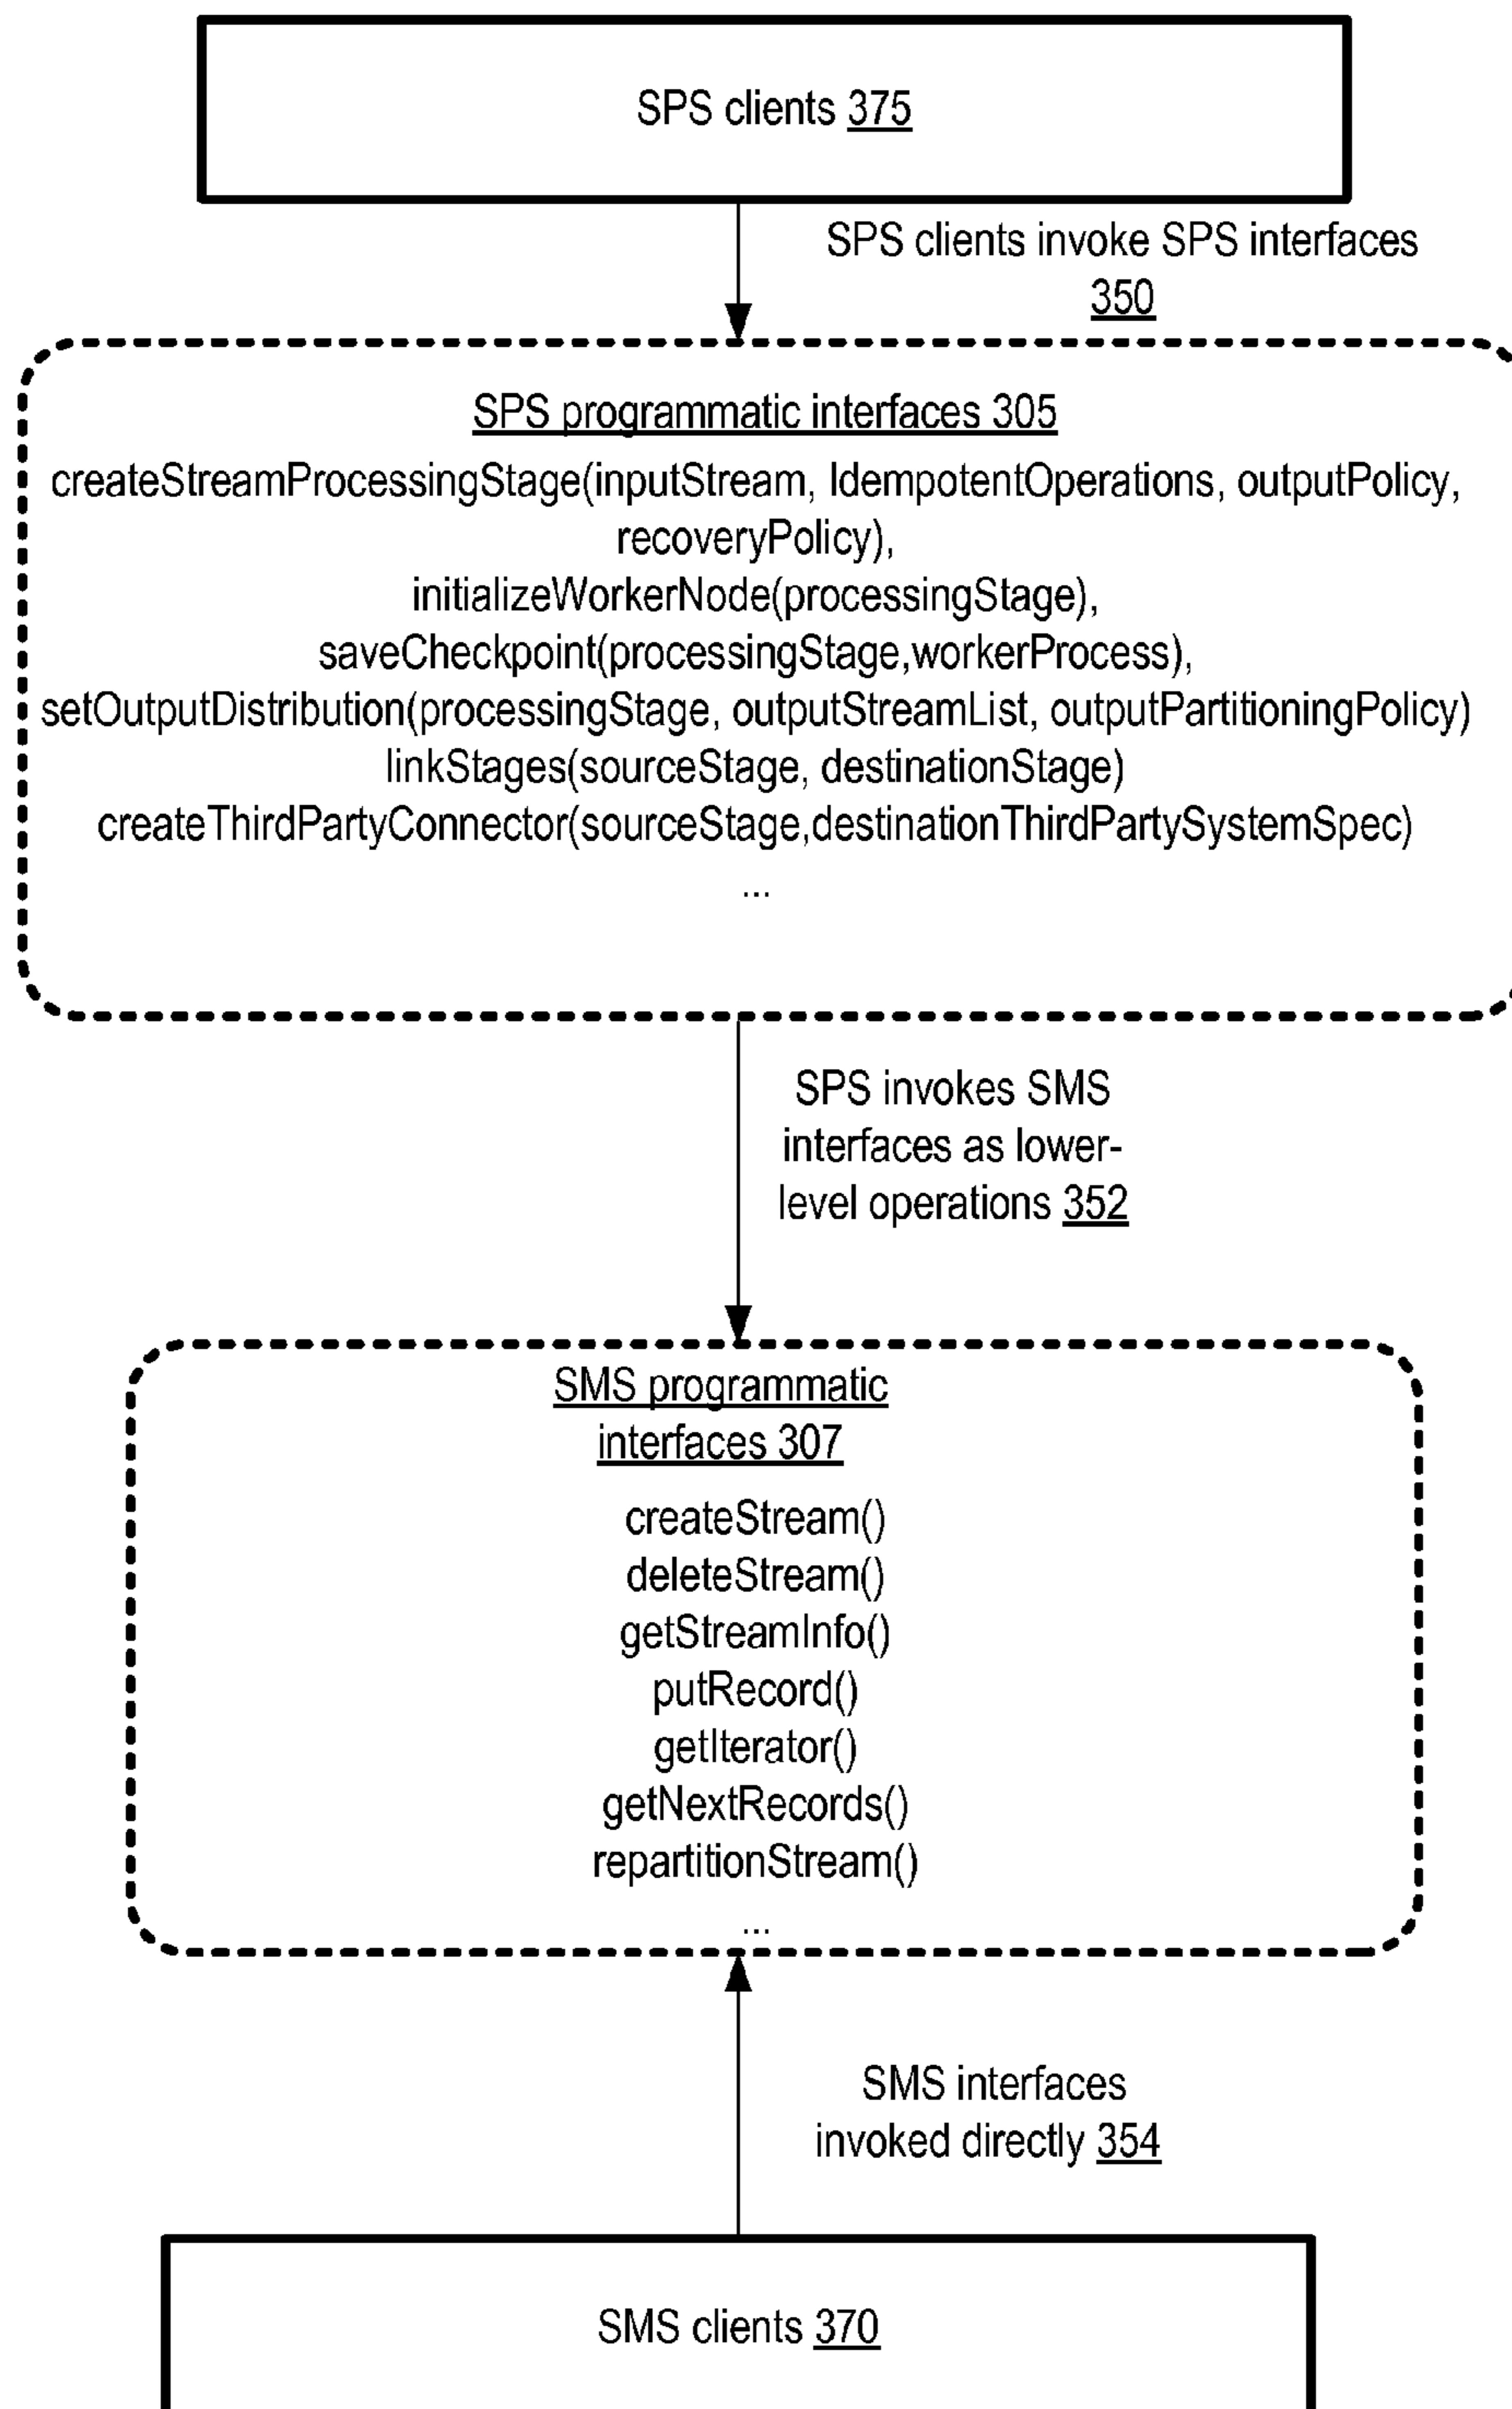 SPS clients 375
SPS clients invoke SPS interfaces
350
SPS programmatic interfaces 305
createStreamProcessingStage(inputStream, IdempotentOperations, outputPolicy,
recoveryPolicy),
initializeWorkerNode(processingStage),
saveCheckpoint(processingStage,workerProcess),
setOutputDistribution(processingStage, outputStreamList, outputPartitioningPolicy)
linkStages(sourceStage, destinationStage)
createThirdPartyConnector(sourceStage,destinationThirdPartySystemSpec)
...
SPS invokes SMS
interfaces as lower-
level operations 352
SMS programmatic
interfaces 307
createStream()
deleteStream()
getStreamInfo()
putRecord()
getIterator()
getNextRecords()
repartitionStream()
...
SMS interfaces
invoked directly 354
SMS clients 370